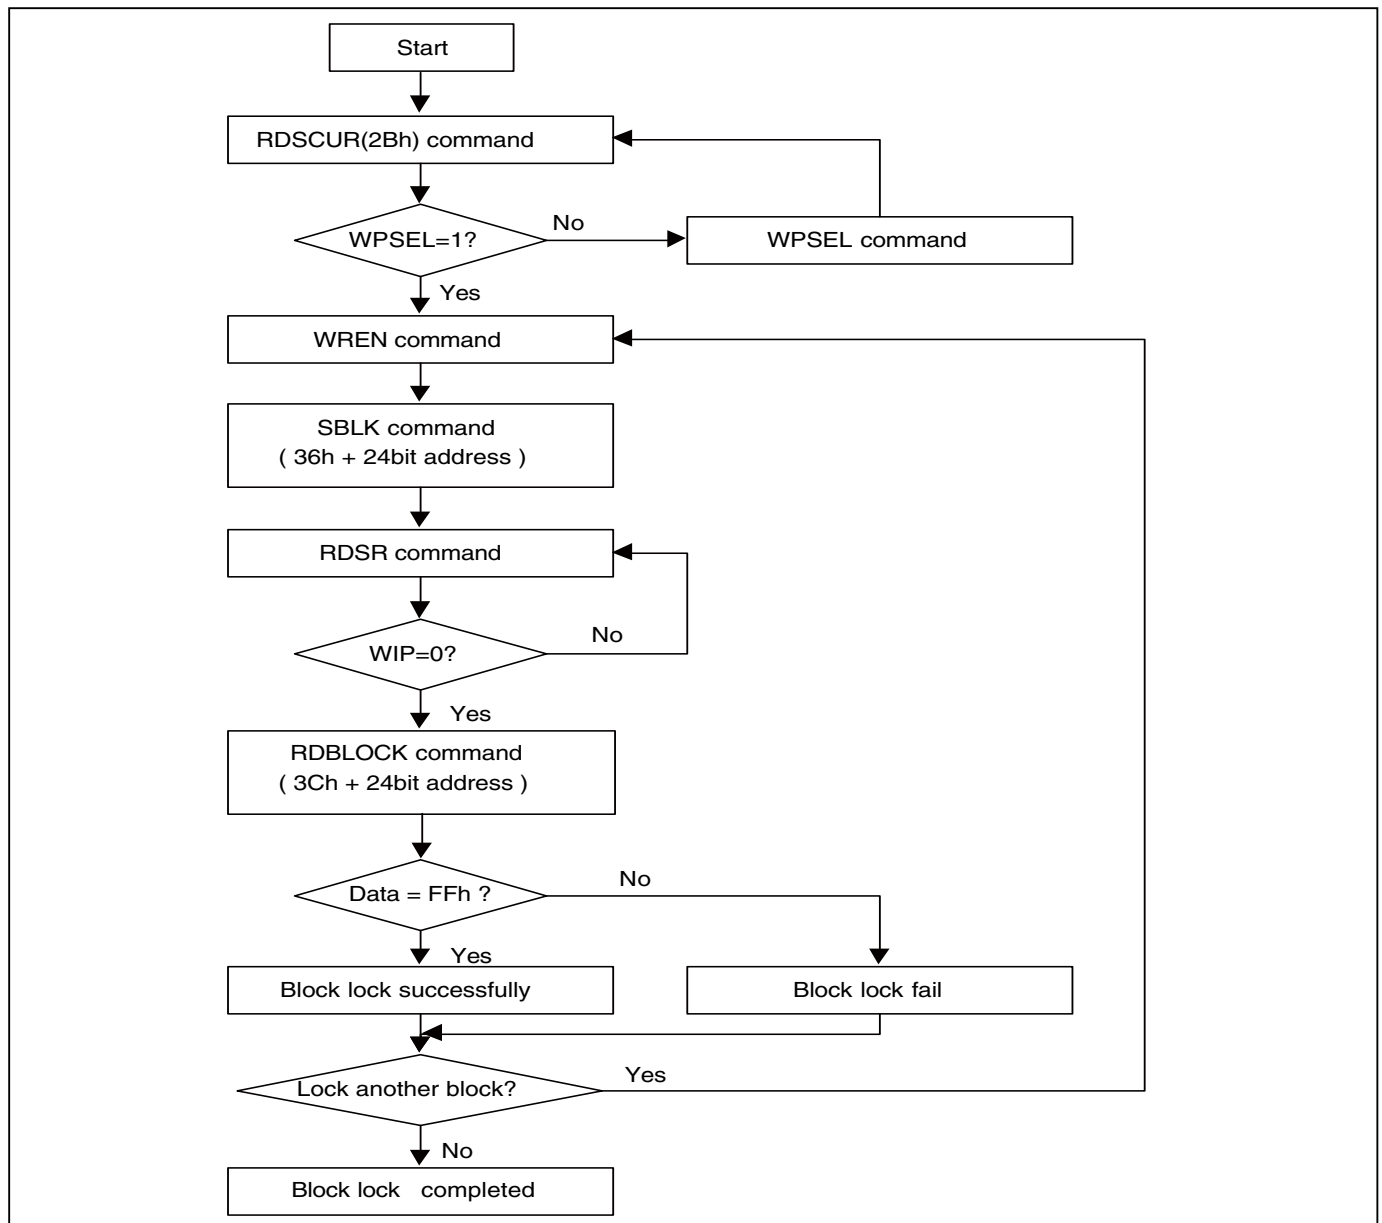 Start
RDSCUR(2Bh) command
WPSEL=1?
No
WPSEL command
Yes
WREN command
SBLK command
( 36h + 24bit address )
RDSR command
WIP=0?
No
Yes
RDBLOCK command
( 3Ch + 24bit address )
Data = FFh ?
No
Yes
Block lock successfully
Block lock fail
Lock another block?
Yes
No
Block lock completed